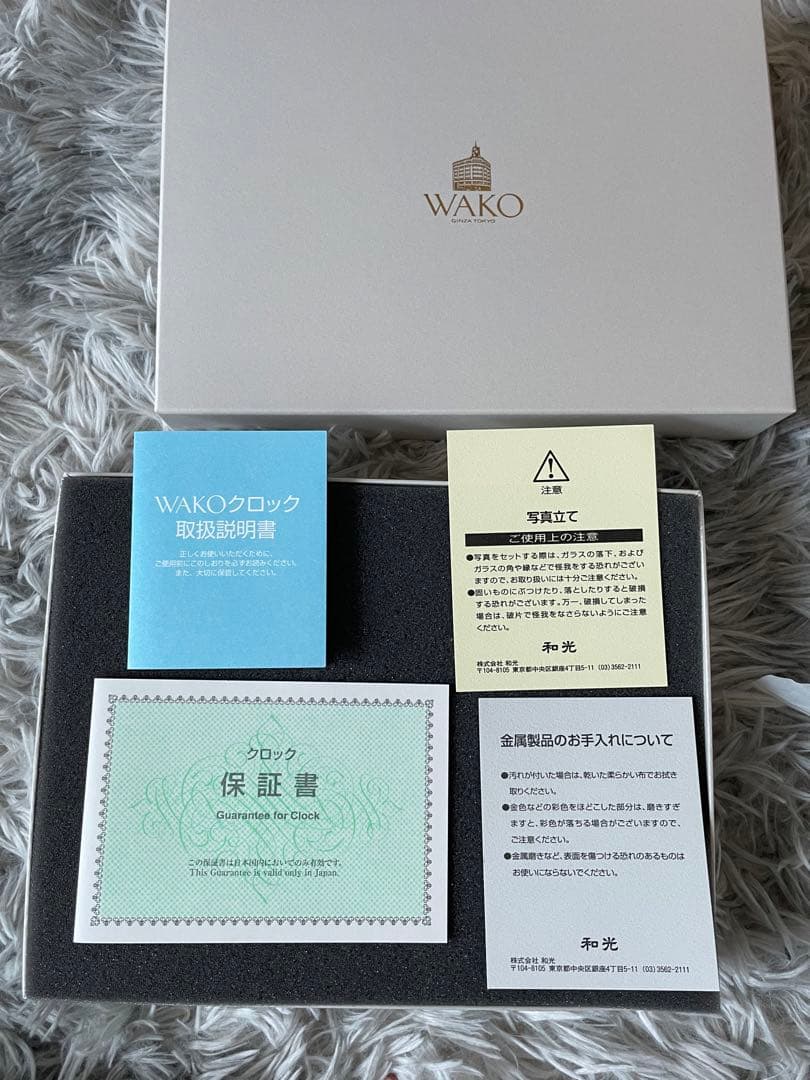 WAKO
GINZA TOKYO
WAKOクロック
取扱説明書
正しくお使いいただくために、
ご使用前にこのしおりを必ずお読みください。
また、大切に保管してください。
注意
写真立て
ご使用上の注意
●写真をセットする際は、ガラスの落下、および
ガラスの角や縁などで怪我をする恐れがござい
ますので、お取り扱いには十分ご注意ください。
●固いものにぶつけたり、落としたりすると破損
する恐れがございます。万一、破損してしまった
場合は、破片で怪我をなさらないようにご注意
ください。
和光
株式会社 和光
〒104-8105 東京都中央区銀座4丁目5-11 (03)3562-2111
クロック
保証書
Guarantee for Clock
この保証書は日本国内においてのみ有効です。
This Guarantee is valid only in Japan.
金属製品のお手入れについて
●汚れが付いた場合は、乾いた柔らかい布でお拭き
取りください。
●金色などの彩色をほどこした部分は、磨きすぎ
ますと、彩色が落ちる場合がございますので、
ご注意ください。
●金属磨きなど、表面を傷つける恐れのあるものは
お使いにならないでください。
和光
株式会社 和光
〒104-8105 東京都中央区銀座4丁目5-11 (03)3562-2111